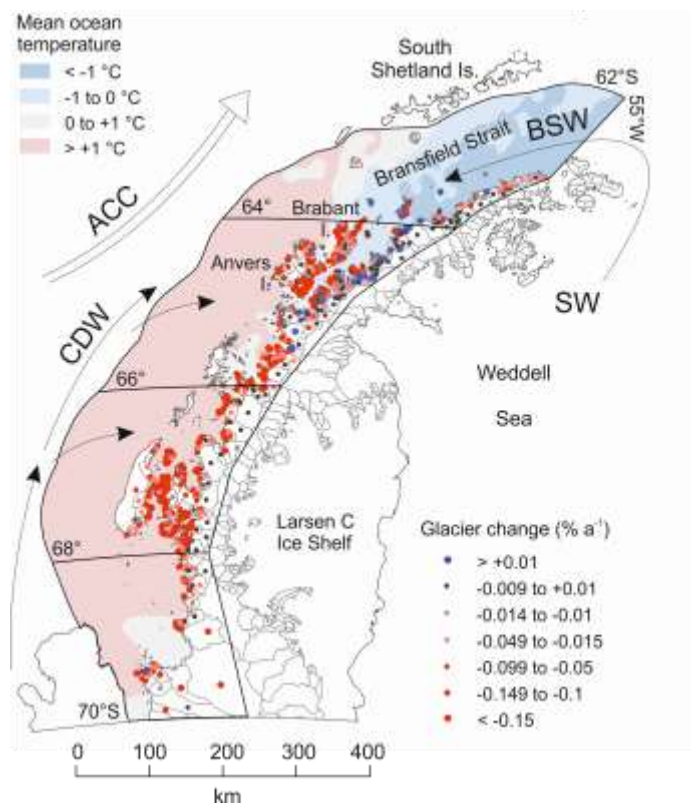 Mean ocean
temperature
< -1 °C
-1 to 0 °C
0 to +1 °C
> +1 °C
South
Shetland Is.
62°S
55°W
BSW
Bransfield Strait
ACC
64°
Brabant
I.
Anvers
I.
SW
CDW
66°
Weddell
Sea
68°
Larsen C
Ice Shelf
Glacier change (% a⁻¹)
> +0.01
-0.009 to +0.01
-0.014 to -0.01
-0.049 to -0.015
-0.099 to -0.05
-0.149 to -0.1
< -0.15
70°S
0 100 200 300 400
km